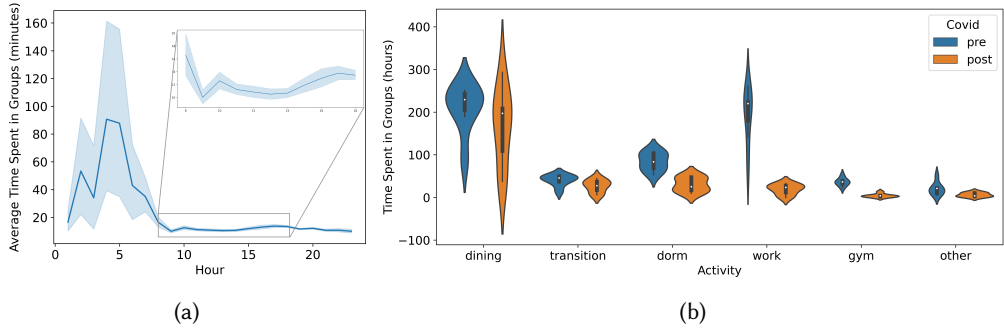 160
140
120
100
80
60
40
20
0
5
10
15
20
Average Time Spent in Groups (minutes)
Hour
(a)
400
300
200
100
0
−100
Time Spent in Groups (hours)
Covid
pre
post
dining transition dorm work gym other
Activity
(b)